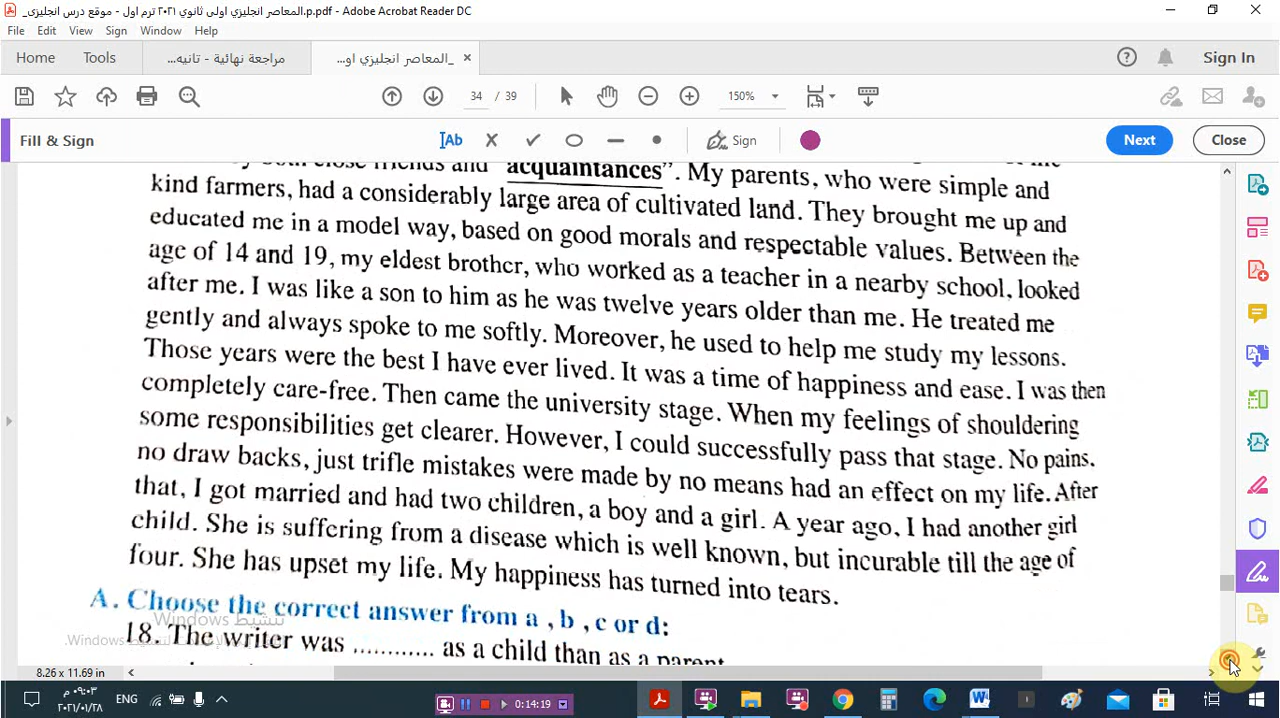 _المعاصر انجليزي اولى ثانوي ٢٠٢١ ترم اول - موقع درس انجليزى.p.pdf - Adobe Acrobat Reader DC
File Edit View Sign Window Help
Home Tools مراجعة نهائية - تانيه... _المعاصر انجليزي او... × Sign In
34 / 39 150%
Fill & Sign Ab Sign Next Close
both close friends and "acquaintances". My parents, who were simple and
kind farmers, had a considerably large area of cultivated land. They brought me up and
educated me in a model way, based on good morals and respectable values. Between the
age of 14 and 19, my eldest brother, who worked as a teacher in a nearby school, looked
after me. I was like a son to him as he was twelve years older than me. He treated me
gently and always spoke to me softly. Moreover, he used to help me study my lessons.
Those years were the best I have ever lived. It was a time of happiness and ease. I was then
completely care-free. Then came the university stage. When my feelings of shouldering
some responsibilities get clearer. However, I could successfully pass that stage. No pains.
no draw backs, just trifle mistakes were made by no means had an effect on my life. After
that, I got married and had two children, a boy and a girl. A year ago, I had another girl
child. She is suffering from a disease which is well known, but incurable till the age of
four. She has upset my life. My happiness has turned into tears.
A. Choose the correct answer from a , b , c or d:
تنشيط Windows
18. The writer was ............ as a child than as a parent
Windows.
8.26 x 11.69 in
٠٩:٠٣ م
ENG
0:14:19
٢٠٢١/٠١/٢٨